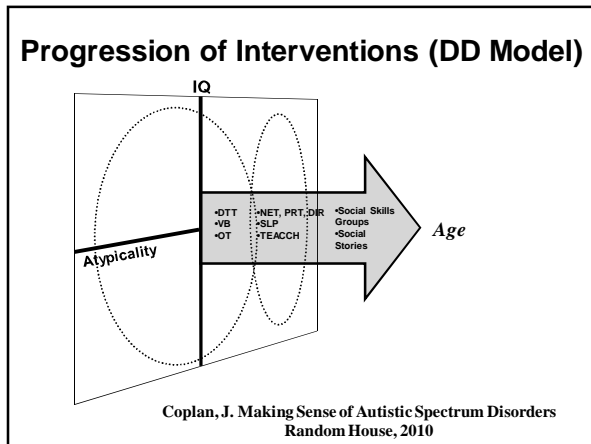 Progression of Interventions (DD Model)
IQ
•DTT
•VB
•OT
•NET, PRT, DIR
•SLP
•TEACCH
•Social Skills
Groups
•Social
Stories
Age
Atypicality
Coplan, J. Making Sense of Autistic Spectrum Disorders
Random House, 2010